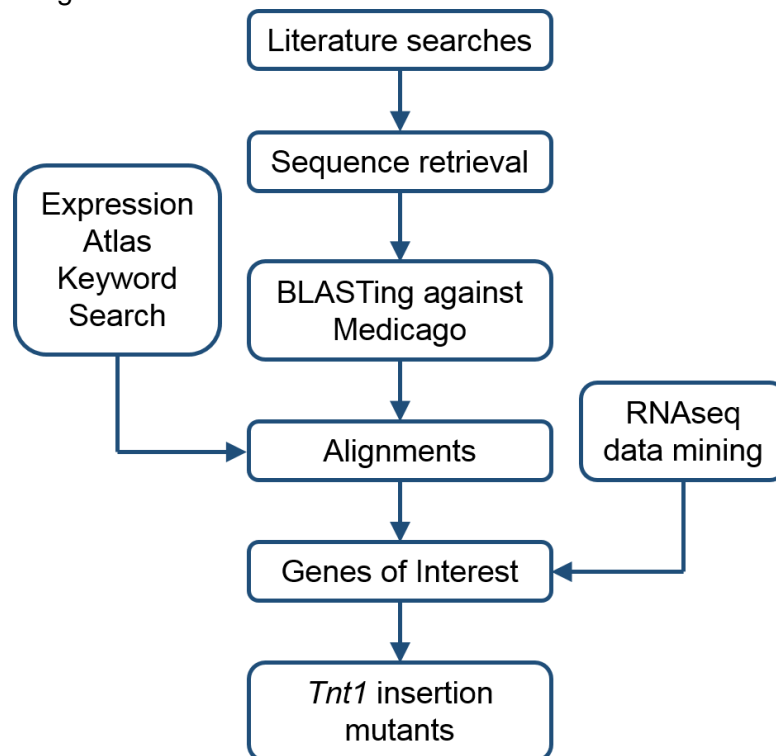 Literature searches
Sequence retrieval
Expression
Atlas
Keyword
Search
BLASTing against
Medicago
Alignments
RNAseq
data mining
Genes of Interest
Tnt1 insertion
mutants